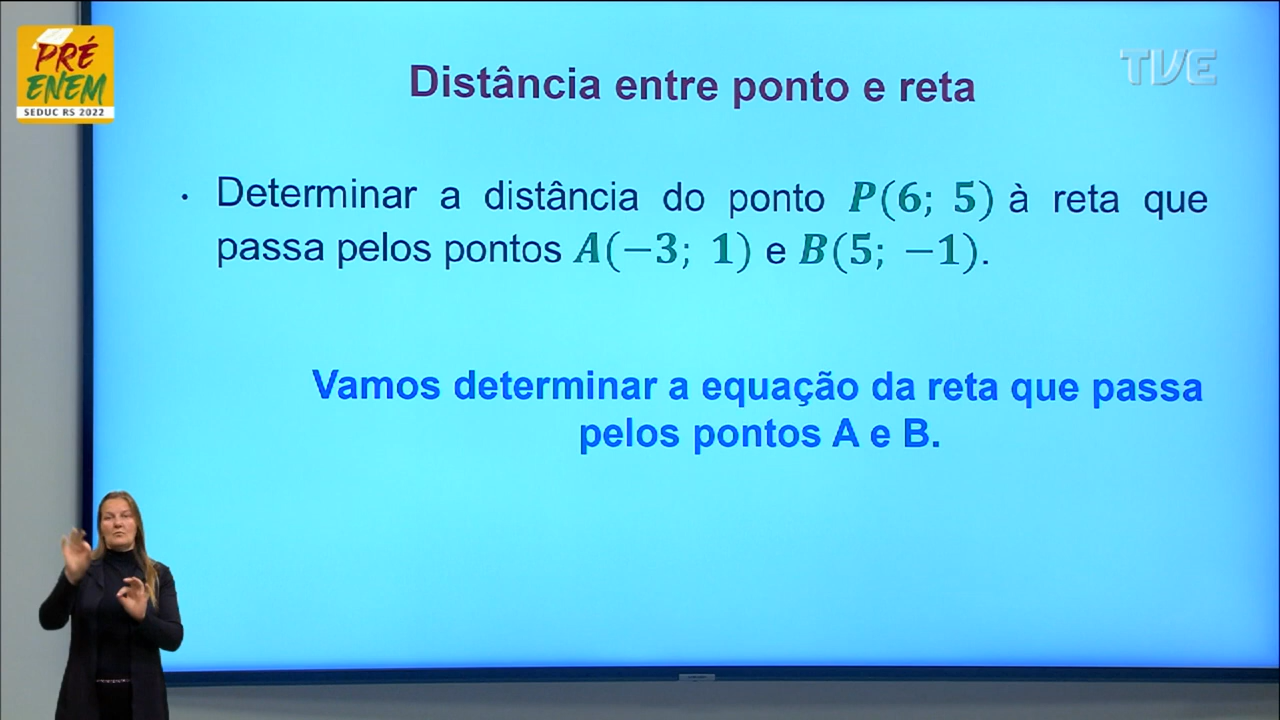 PRÉ
ENEM
SEDUC RS 2022
TVE
Distância entre ponto e reta
• Determinar a distância do ponto P(6; 5) à reta que
passa pelos pontos A(−3; 1) e B(5; −1).
Vamos determinar a equação da reta que passa
pelos pontos A e B.